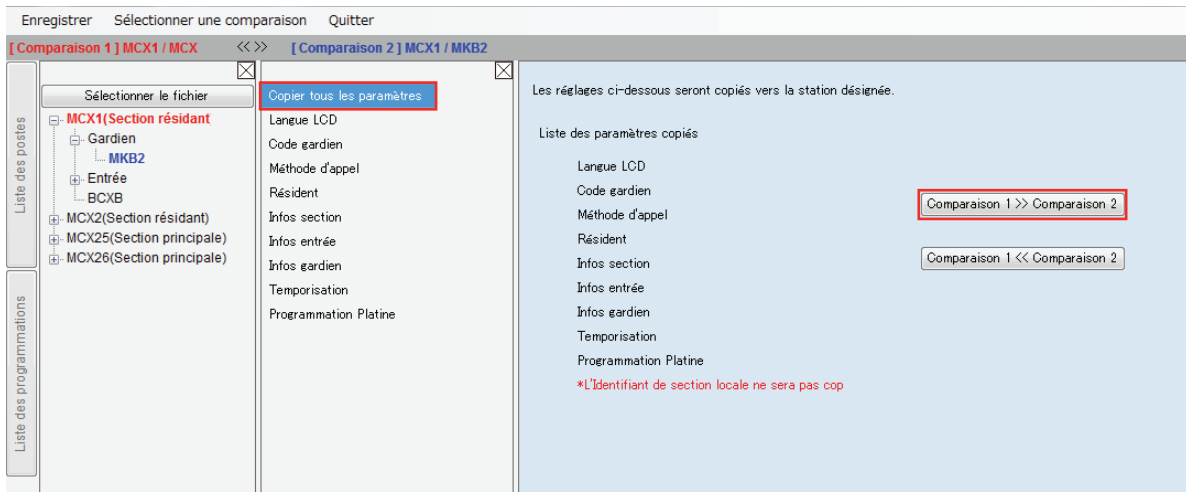 Enregistrer Sélectionner une comparaison Quitter
[ Comparaison 1 ] MCX1 / MCX << >> [ Comparaison 2 ] MCX1 / MKB2
Liste des postes
Liste des programmations
Sélectionner le fichier
MCX1(Section résidant
Gardien
MKB2
Entrée
BCXB
MCX2(Section résidant)
MCX25(Section principale)
MCX26(Section principale)
Copier tous les paramètres
Langue LCD
Code gardien
Méthode d'appel
Résident
Infos section
Infos entrée
Infos gardien
Temporisation
Programmation Platine
Les réglages ci-dessous seront copiés vers la station désignée.
Liste des paramètres copiés
Langue LCD
Code gardien
Méthode d'appel
Résident
Infos section
Infos entrée
Infos gardien
Temporisation
Programmation Platine
*L'Identifiant de section locale ne sera pas cop
Comparaison 1 >> Comparaison 2
Comparaison 1 << Comparaison 2